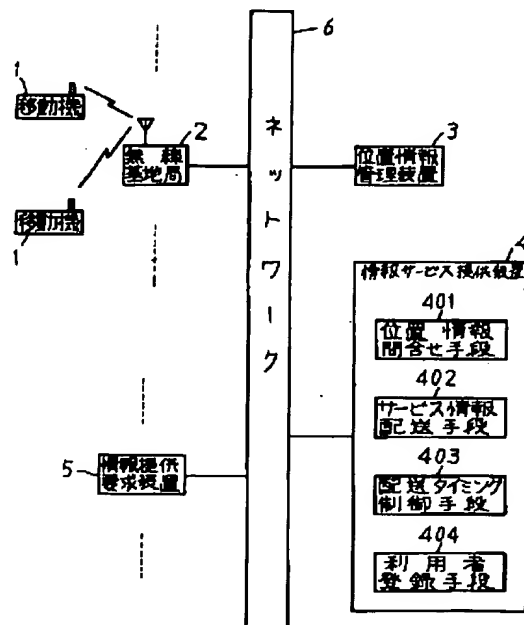 6
1
移動機
2
無線
基地局
3
位置情報
管理装置
移動機
1
ネットワーク
4
情報サービス提供装置
401
位置情報
問合せ手段
402
サービス情報
配送手段
403
配送タイミング
制御手段
404
利用者
登録手段
5
情報提供
要求装置